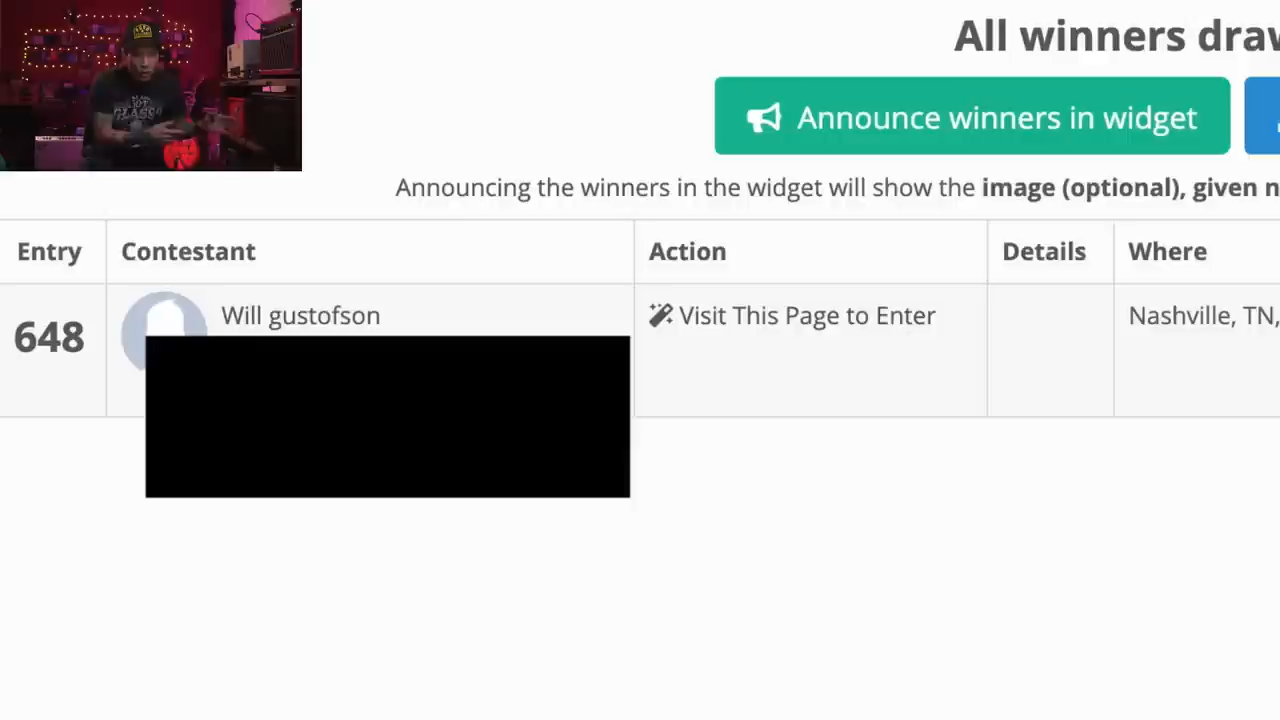 All winners
Announce winners in widget
Announcing the winners in the widget will show the image (optional), given
Entry Contestant Action Details Where
648 Will gustofson Visit This Page to Enter Nashville, TN,